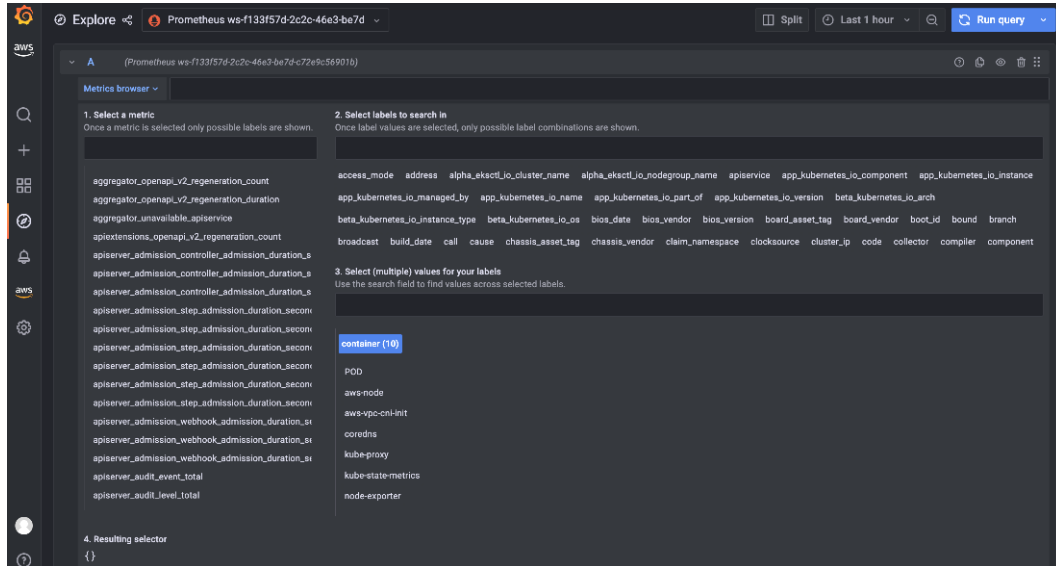 Explore
Prometheus ws-f133f57d-2c2c-46e3-be7d
Split
Last 1 hour
Run query
aws
A (Prometheus ws-f133f57d-2c2c-46e3-be7d-c72e9c56901b)
Metrics browser
1. Select a metric
Once a metric is selected only possible labels are shown.
aggregator_openapi_v2_regeneration_count
aggregator_openapi_v2_regeneration_duration
aggregator_unavailable_apiservice
apiextensions_openapi_v2_regeneration_count
apiserver_admission_controller_admission_duration_s
apiserver_admission_controller_admission_duration_s
apiserver_admission_controller_admission_duration_s
apiserver_admission_step_admission_duration_secon
apiserver_admission_step_admission_duration_secon
apiserver_admission_step_admission_duration_secon
apiserver_admission_step_admission_duration_secon
apiserver_admission_step_admission_duration_secon
apiserver_admission_step_admission_duration_secon
apiserver_admission_webhook_admission_duration_s
apiserver_admission_webhook_admission_duration_s
apiserver_admission_webhook_admission_duration_s
apiserver_audit_event_total
apiserver_audit_level_total
2. Select labels to search in
Once label values are selected, only possible label combinations are shown.
access_mode address alpha_eksctl_io_cluster_name alpha_eksctl_io_nodegroup_name apiservice app_kubernetes_io_component app_kubernetes_io_instance
app_kubernetes_io_managed_by app_kubernetes_io_name app_kubernetes_io_part_of app_kubernetes_io_version beta_kubernetes_io_arch
beta_kubernetes_io_instance_type beta_kubernetes_io_os bios_date bios_vendor bios_version board_asset_tag board_vendor boot_id bound branch
broadcast build_date call cause chassis_asset_tag chassis_vendor claim_namespace clocksource cluster_ip code collector compiler component
3. Select (multiple) values for your labels
Use the search field to find values across selected labels.
container (10)
POD
aws-node
aws-vpc-cni-init
coredns
kube-proxy
kube-state-metrics
node-exporter
aws
4. Resulting selector
{}